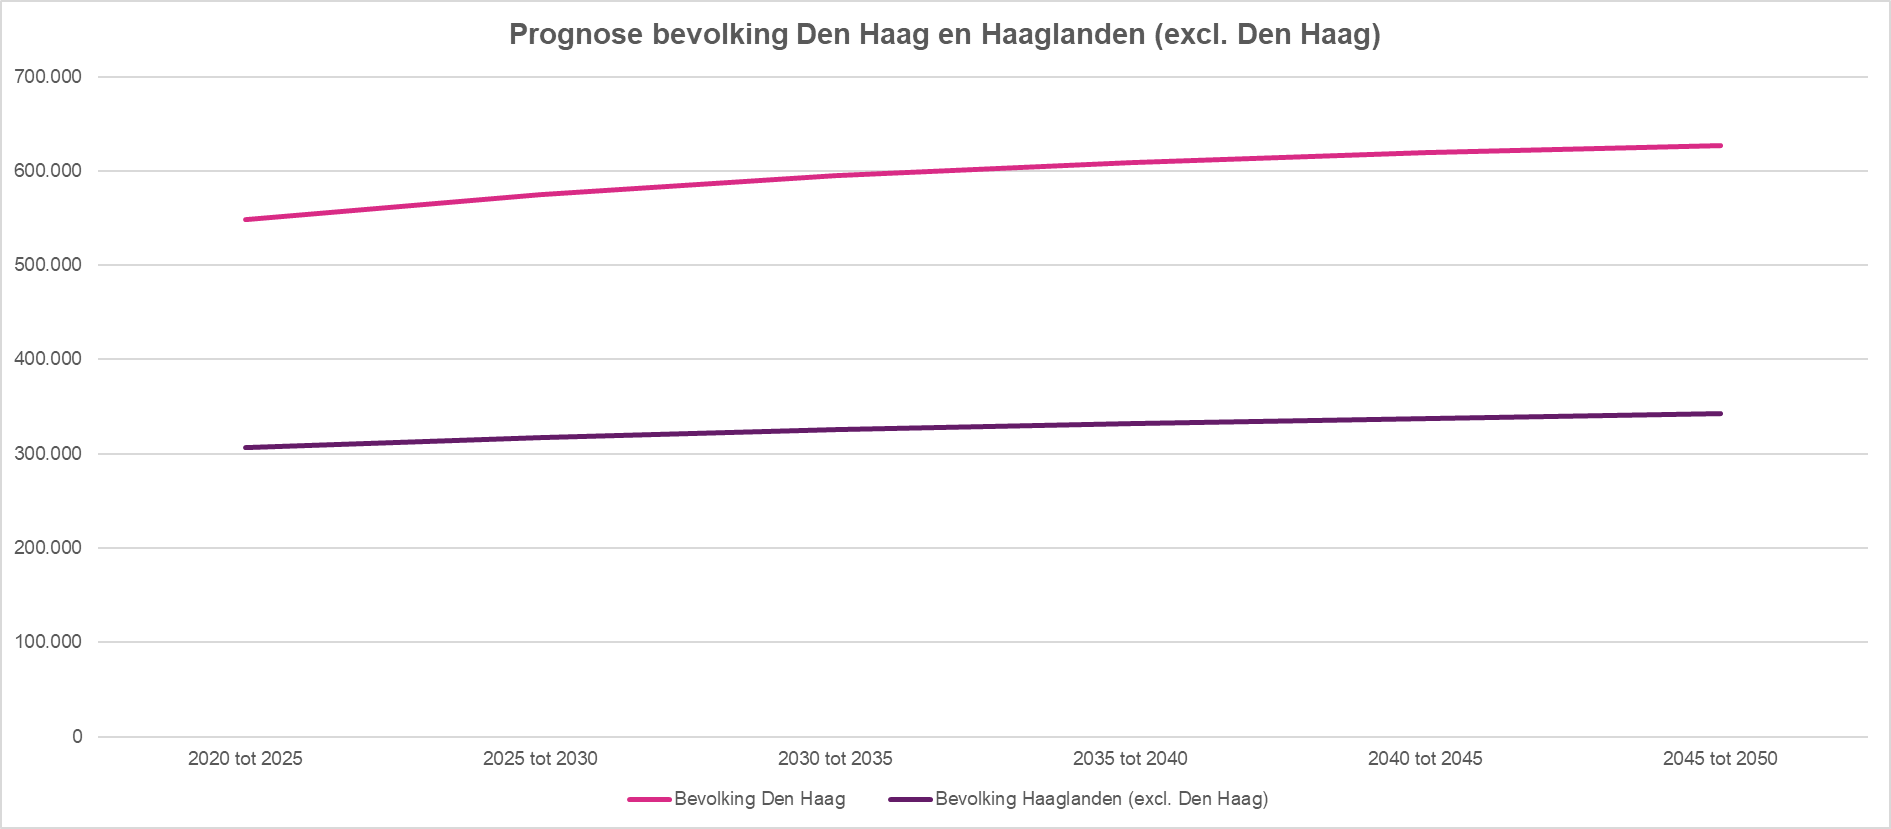 Prognose bevolking Den Haag en Haaglanden (excl. Den Haag)
700.000
600.000
500.000
400.000
300.000
200.000
100.000
0
2020 tot 2025 2025 tot 2030 2030 tot 2035 2035 tot 2040 2040 tot 2045 2045 tot 2050
Bevolking Den Haag Bevolking Haaglanden (excl. Den Haag)